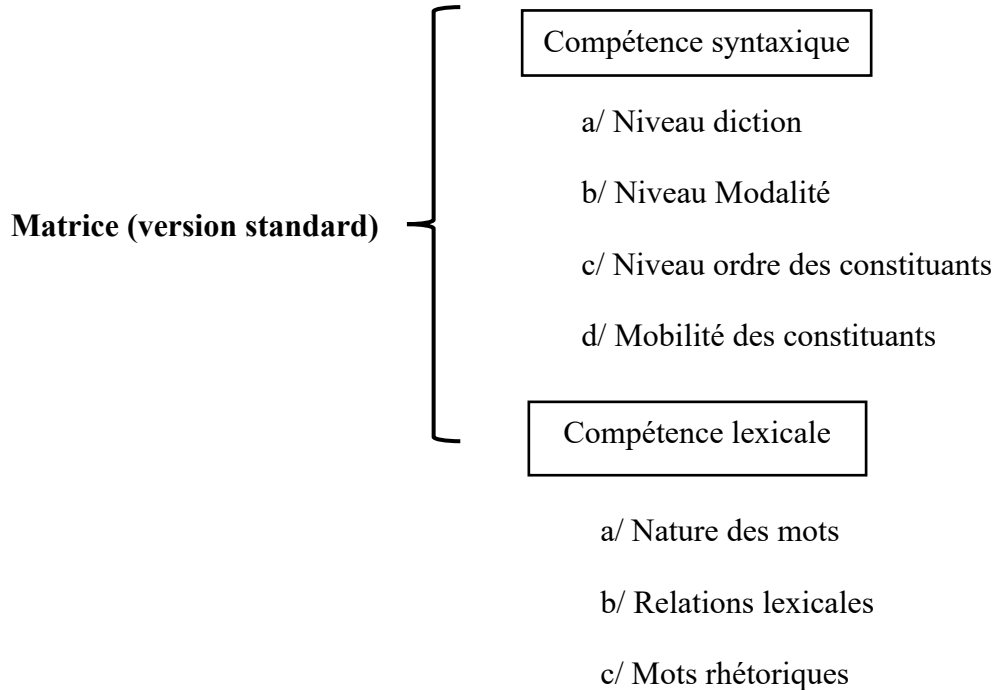 Compétence syntaxique
a/ Niveau diction
b/ Niveau Modalité
Matrice (version standard)
c/ Niveau ordre des constituants
d/ Mobilité des constituants
Compétence lexicale
a/ Nature des mots
b/ Relations lexicales
c/ Mots rhétoriques